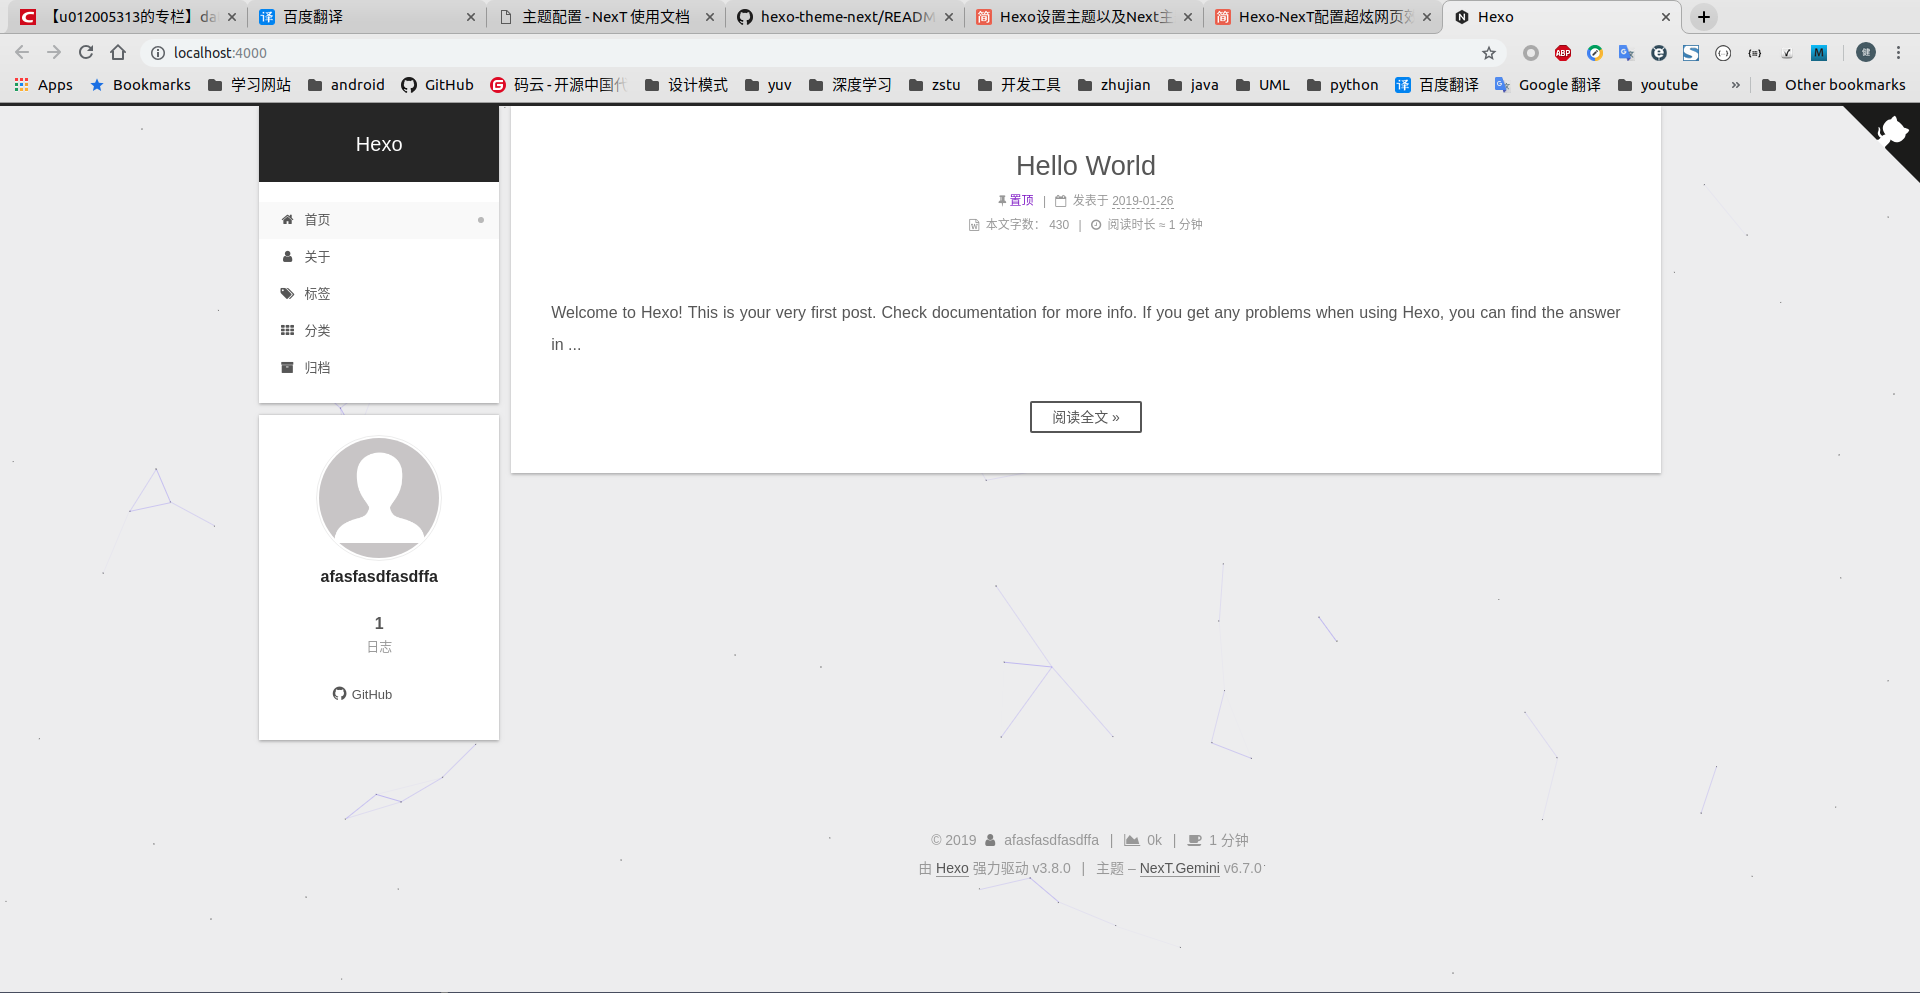 【u012005313的专栏】da
百度翻译
主题配置 - NexT 使用文档
hexo-theme-next/READM
Hexo设置主题以及Next主
Hexo-NexT配置超炫网页效
Hexo
localhost:4000
Apps
Bookmarks
学习网站
android
GitHub
码云 - 开源中国代
设计模式
yuv
深度学习
zstu
开发工具
zhujian
java
UML
python
百度翻译
Google 翻译
youtube
»
Other bookmarks
Hexo
首页
关于
标签
分类
归档
afasfasdfasdffa
1
日志
GitHub
Hello World
置顶 | 发表于 2019-01-26
本文字数： 430 | 阅读时长 ≈ 1 分钟
Welcome to Hexo! This is your very first post. Check documentation for more info. If you get any problems when using Hexo, you can find the answer
in ...
阅读全文 »
© 2019 afasfasdfasdffa | 0k | 1 分钟
由 Hexo 强力驱动 v3.8.0 | 主题 – NexT.Gemini v6.7.0